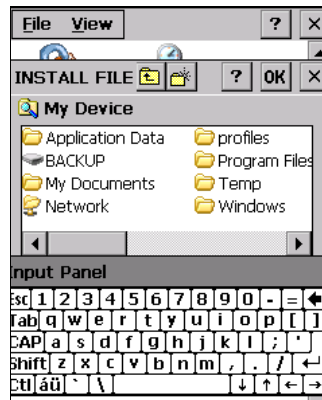 File View ? ×
INSTALL FILE ? OK ×
My Device
Application Data profiles
BACKUP Program Files
My Documents Temp
Network Windows
Input Panel
Esc 1 2 3 4 5 6 7 8 9 0 - =
Tab q w e r t y u i o p [ ]
CAP a s d f g h j k l ; '
Shift z x c v b n m , . /
Ctl áü ` \